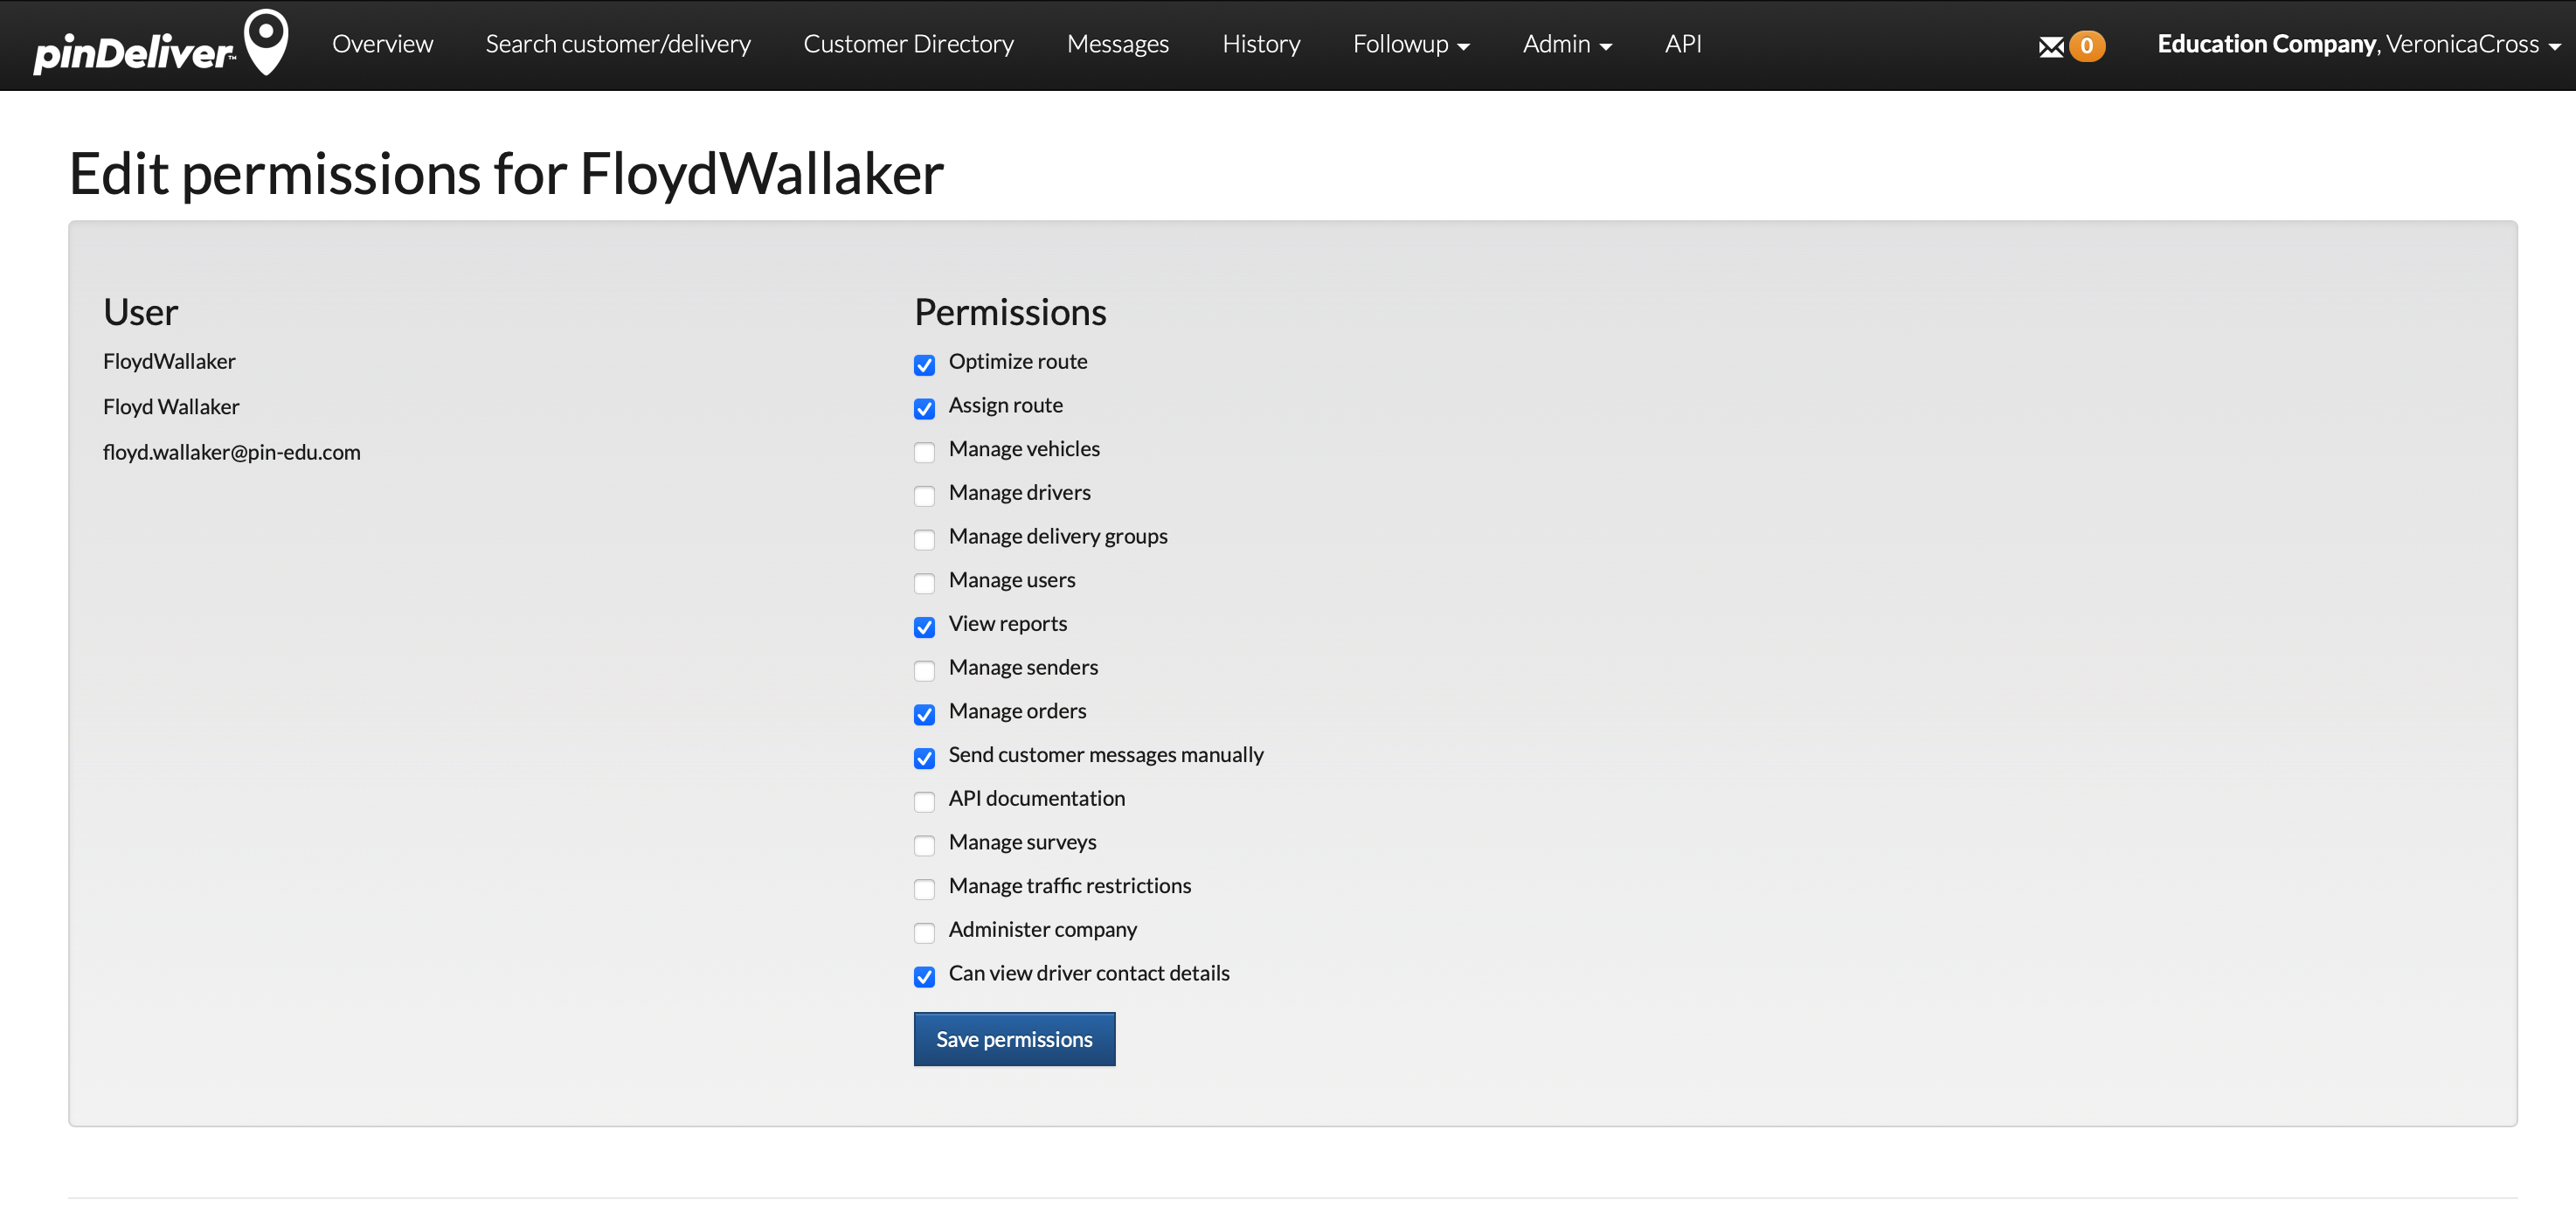 pinDeliver™ Overview Search customer/delivery Customer Directory Messages History Followup Admin API 0 Education Company, VeronicaCross
Edit permissions for FloydWallaker
User
FloydWallaker
Floyd Wallaker
floyd.wallaker@pin-edu.com
Permissions
Optimize route
Assign route
Manage vehicles
Manage drivers
Manage delivery groups
Manage users
View reports
Manage senders
Manage orders
Send customer messages manually
API documentation
Manage surveys
Manage traffic restrictions
Administer company
Can view driver contact details
Save permissions